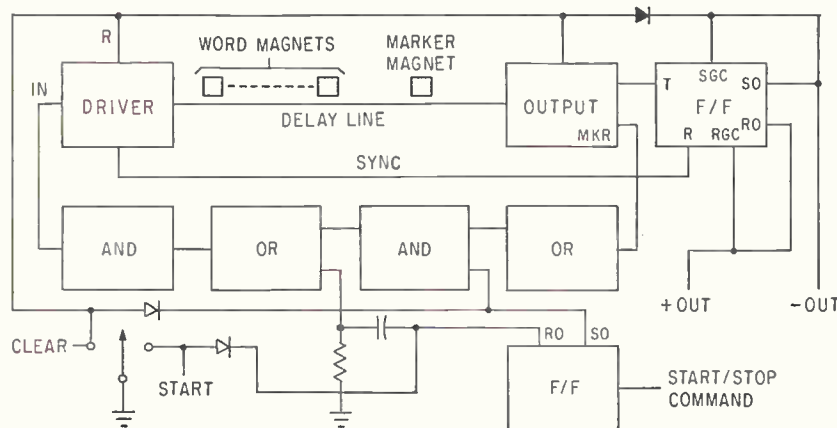 R
WORD MAGNETS
MARKER
MAGNET
IN
DRIVER
DELAY LINE
OUTPUT
MKR
T
SGC
SO
F/F
RO
R
RGC
SYNC
AND
OR
AND
OR
+OUT
-OUT
CLEAR
START
RO
SO
F/F
START/STOP
COMMAND